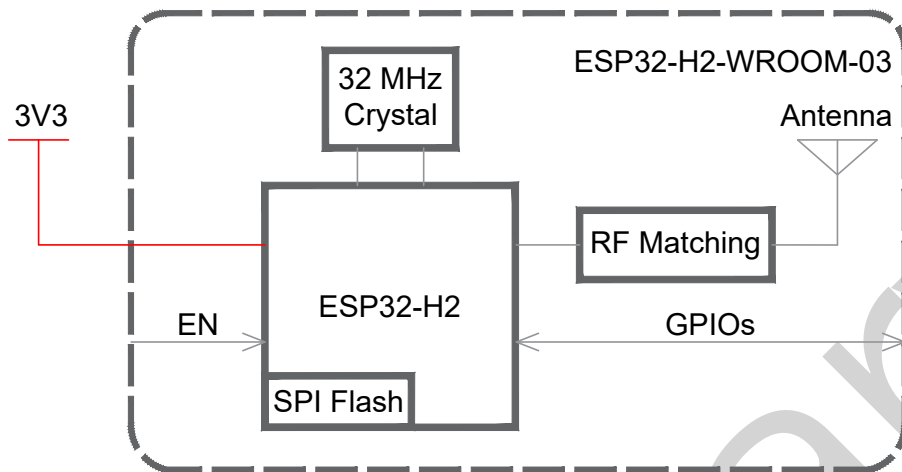 ESP32-H2-WROOM-03
32 MHz
Crystal
3V3
Antenna
RF Matching
ESP32-H2
EN
GPIOs
SPI Flash